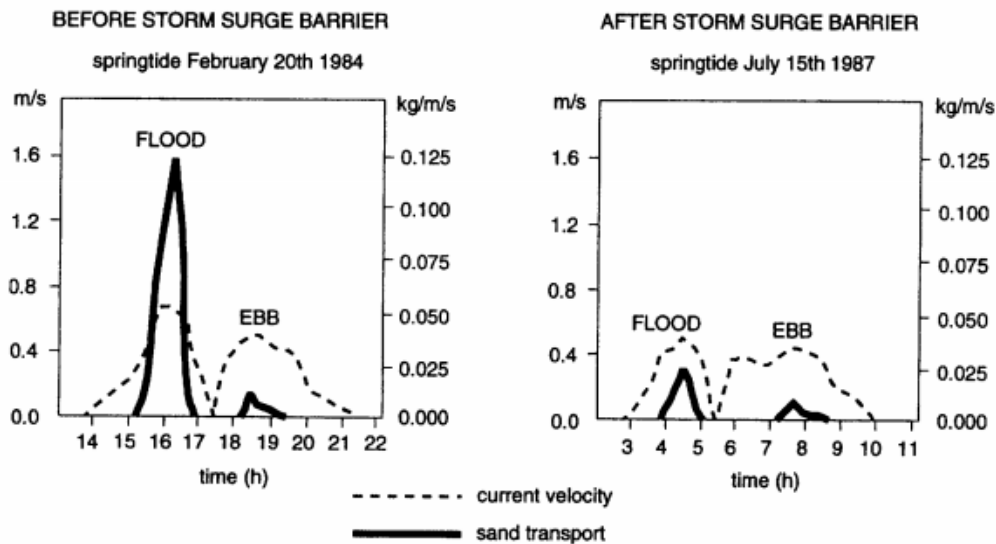 BEFORE STORM SURGE BARRIER
springtide February 20th 1984
m/s
kg/m/s
FLOOD
EBB
1.6
1.2
0.8
0.4
0.0
0.125
0.100
0.075
0.050
0.025
0.000
14 15 16 17 18 19 20 21 22
time (h)
AFTER STORM SURGE BARRIER
springtide July 15th 1987
m/s
kg/m/s
FLOOD
EBB
1.6
1.2
0.8
0.4
0.0
0.125
0.100
0.075
0.050
0.025
0.000
3 4 5 6 7 8 9 10 11
time (h)
current velocity
sand transport